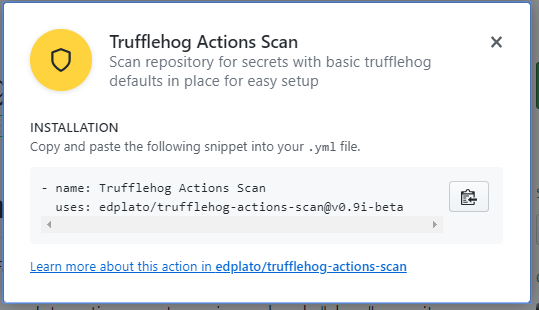 Trufflehog Actions Scan
Scan repository for secrets with basic trufflehog
defaults in place for easy setup
INSTALLATION
Copy and paste the following snippet into your .yml file.
- name: Trufflehog Actions Scan
uses: edplato/trufflehog-actions-scan@v0.9i-beta
Learn more about this action in edplato/trufflehog-actions-scan